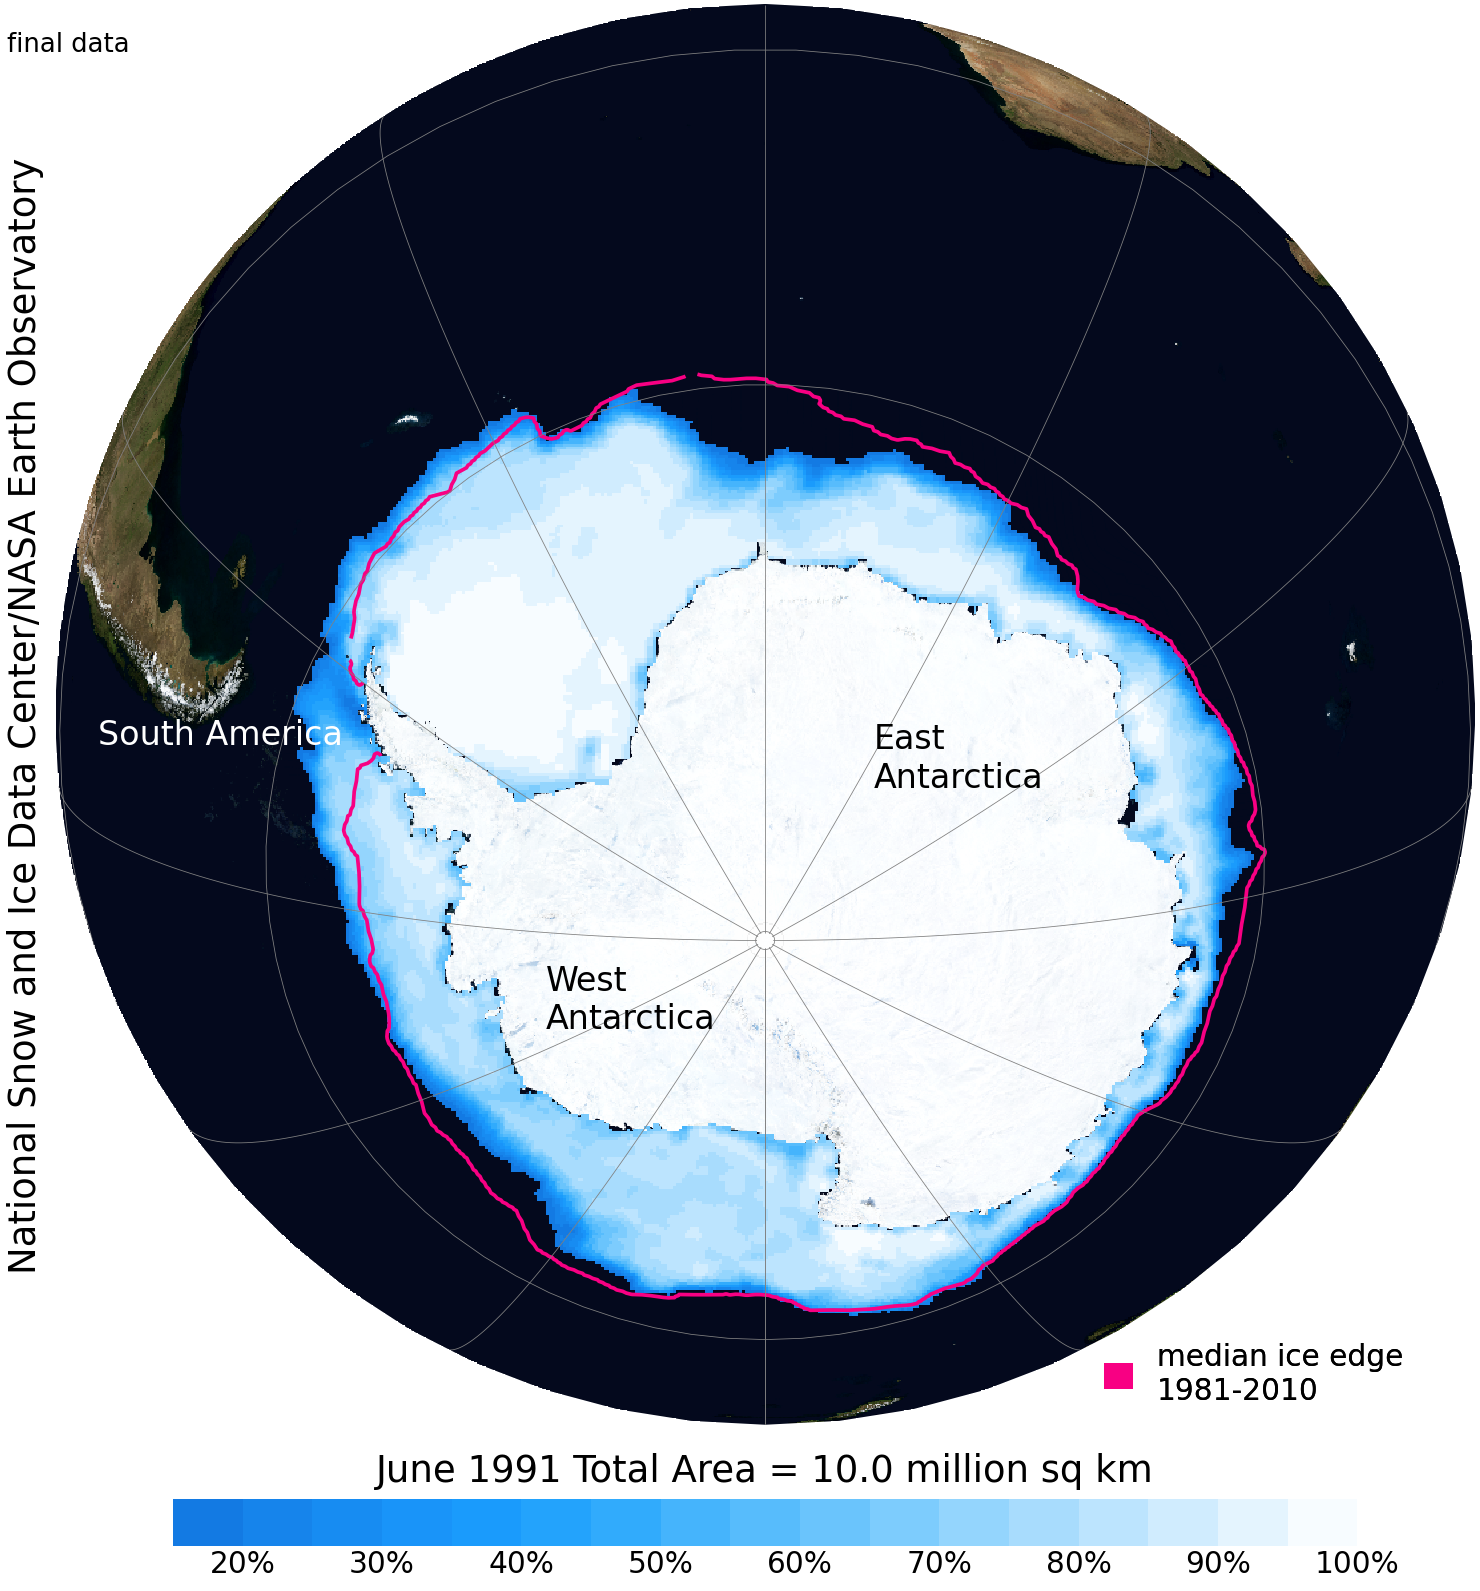 final data
National Snow and Ice Data Center/NASA Earth Observatory
South America
East
Antarctica
West
Antarctica
median ice edge
1981-2010
June 1991 Total Area = 10.0 million sq km
20% 30% 40% 50% 60% 70% 80% 90% 100%